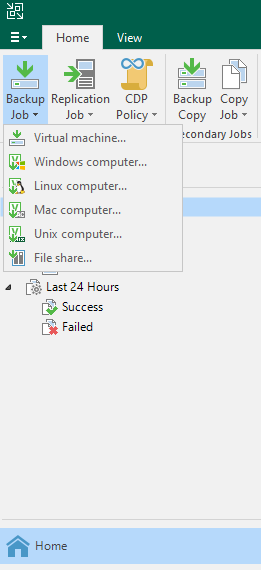 Home View
Backup Job Replication Job CDP Policy Backup Copy Copy Job
condary Jobs
Virtual machine...
Windows computer...
Linux computer...
Mac computer...
Unix computer...
File share...
Last 24 Hours
Success
Failed
Home